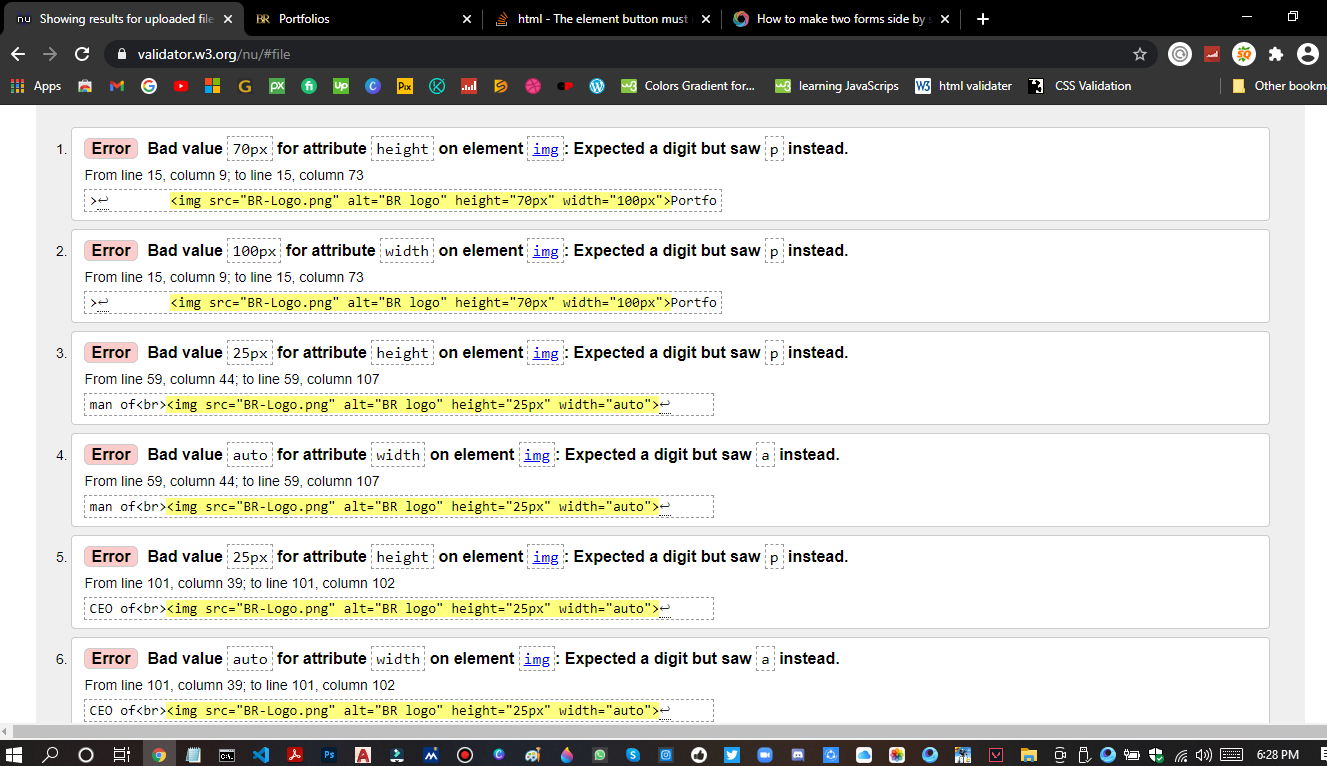 nu Showing results for uploaded file
BR Portfolios
html - The element button must
How to make two forms side by s
validator.w3.org/nu/#file
Apps
Colors Gradient for...
learning JavaScrips
W3 html validater
CSS Validation
Other bookm
1. Error Bad value 70px for attribute height on element img: Expected a digit but saw p instead.
From line 15, column 9; to line 15, column 73
>↩ <img src="BR-Logo.png" alt="BR logo" height="70px" width="100px">Portfo
2. Error Bad value 100px for attribute width on element img: Expected a digit but saw p instead.
From line 15, column 9; to line 15, column 73
>↩ <img src="BR-Logo.png" alt="BR logo" height="70px" width="100px">Portfo
3. Error Bad value 25px for attribute height on element img: Expected a digit but saw p instead.
From line 59, column 44; to line 59, column 107
man of<br><img src="BR-Logo.png" alt="BR logo" height="25px" width="auto">↩
4. Error Bad value auto for attribute width on element img: Expected a digit but saw a instead.
From line 59, column 44; to line 59, column 107
man of<br><img src="BR-Logo.png" alt="BR logo" height="25px" width="auto">↩
5. Error Bad value 25px for attribute height on element img: Expected a digit but saw p instead.
From line 101, column 39; to line 101, column 102
CEO of<br><img src="BR-Logo.png" alt="BR logo" height="25px" width="auto">↩
6. Error Bad value auto for attribute width on element img: Expected a digit but saw a instead.
From line 101, column 39; to line 101, column 102
CEO of<br><img src="BR-Logo.png" alt="BR logo" height="25px" width="auto">↩
6:28 PM